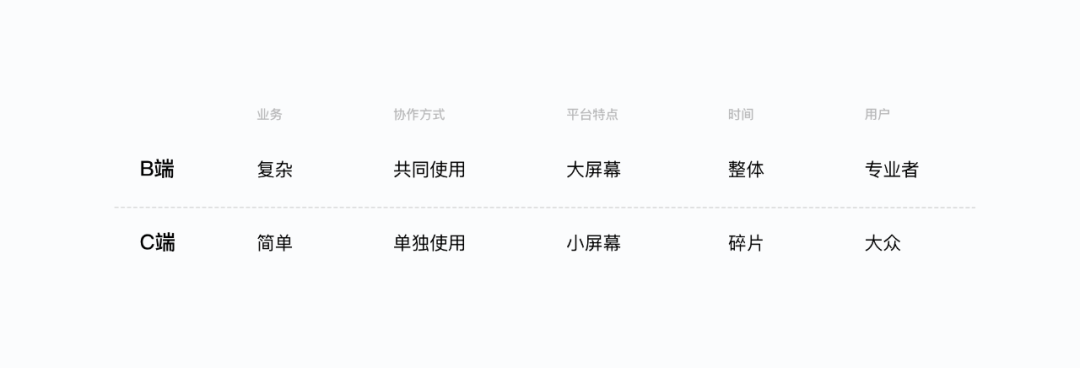 业务 协作方式 平台特点 时间 用户
B端 复杂 共同使用 大屏幕 整体 专业者
C端 简单 单独使用 小屏幕 碎片 大众